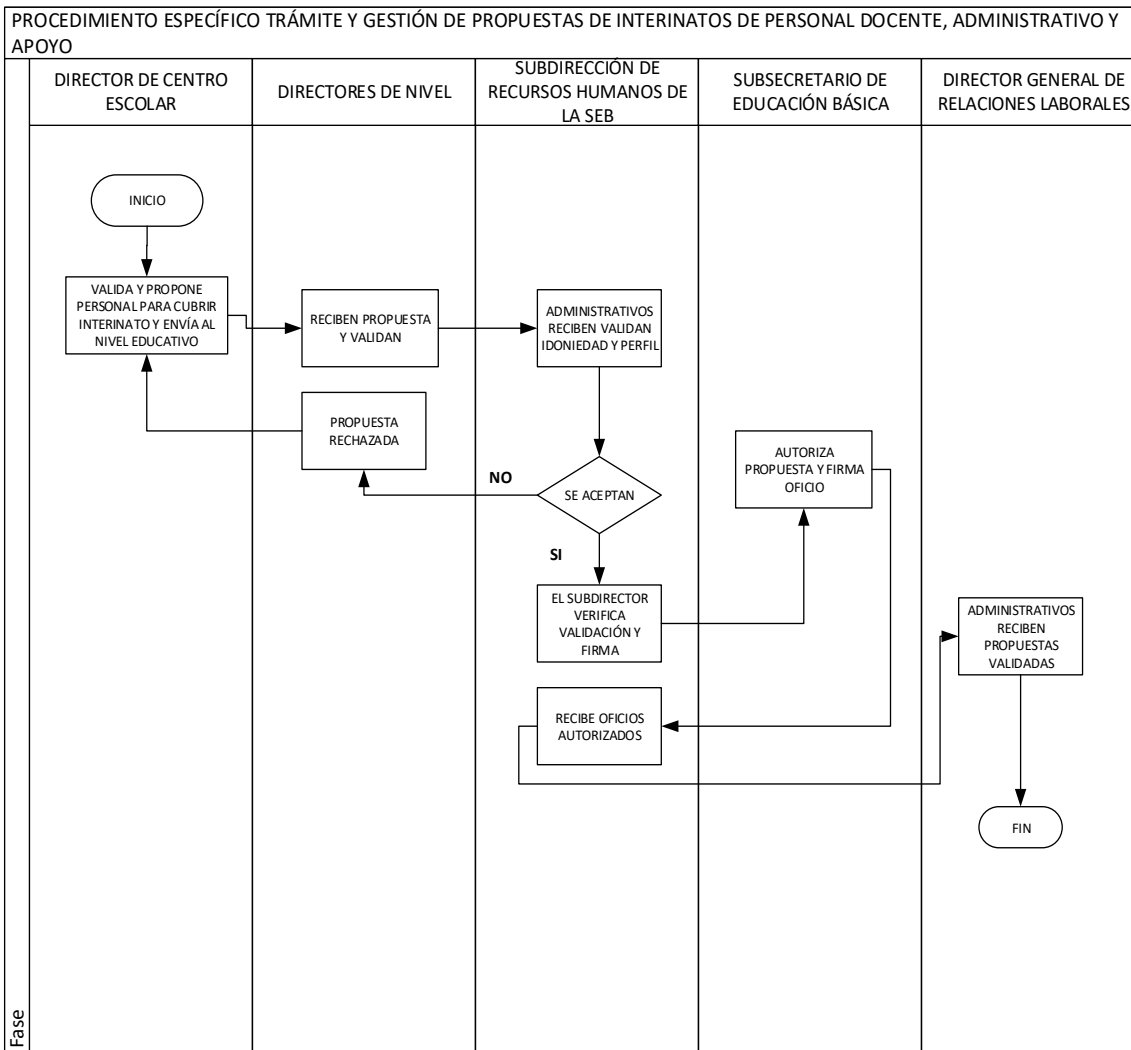 PROCEDIMIENTO ESPECÍFICO TRÁMITE Y GESTIÓN DE PROPUESTAS DE INTERINATOS DE PERSONAL DOCENTE, ADMINISTRATIVO Y
APOYO
DIRECTOR DE CENTRO
ESCOLAR
DIRECTORES DE NIVEL
SUBDIRECCIÓN DE
RECURSOS HUMANOS DE
LA SEB
SUBSECRETARIO DE
EDUCACIÓN BÁSICA
DIRECTOR GENERAL DE
RELACIONES LABORALES
INICIO
VALIDA Y PROPONE
PERSONAL PARA CUBRIR
INTERINATO Y ENVÍA AL
NIVEL EDUCATIVO
RECIBEN PROPUESTA
Y VALIDAN
ADMINISTRATIVOS
RECIBEN VALIDAN
IDONIEDAD Y PERFIL
PROPUESTA
RECHAZADA
NO
SE ACEPTAN
SI
AUTORIZA
PROPUESTA Y FIRMA
OFICIO
EL SUBDIRECTOR
VERIFICA
VALIDACIÓN Y
FIRMA
ADMINISTRATIVOS
RECIBEN
PROPUESTAS
VALIDADAS
RECIBE OFICIOS
AUTORIZADOS
FIN
Fase